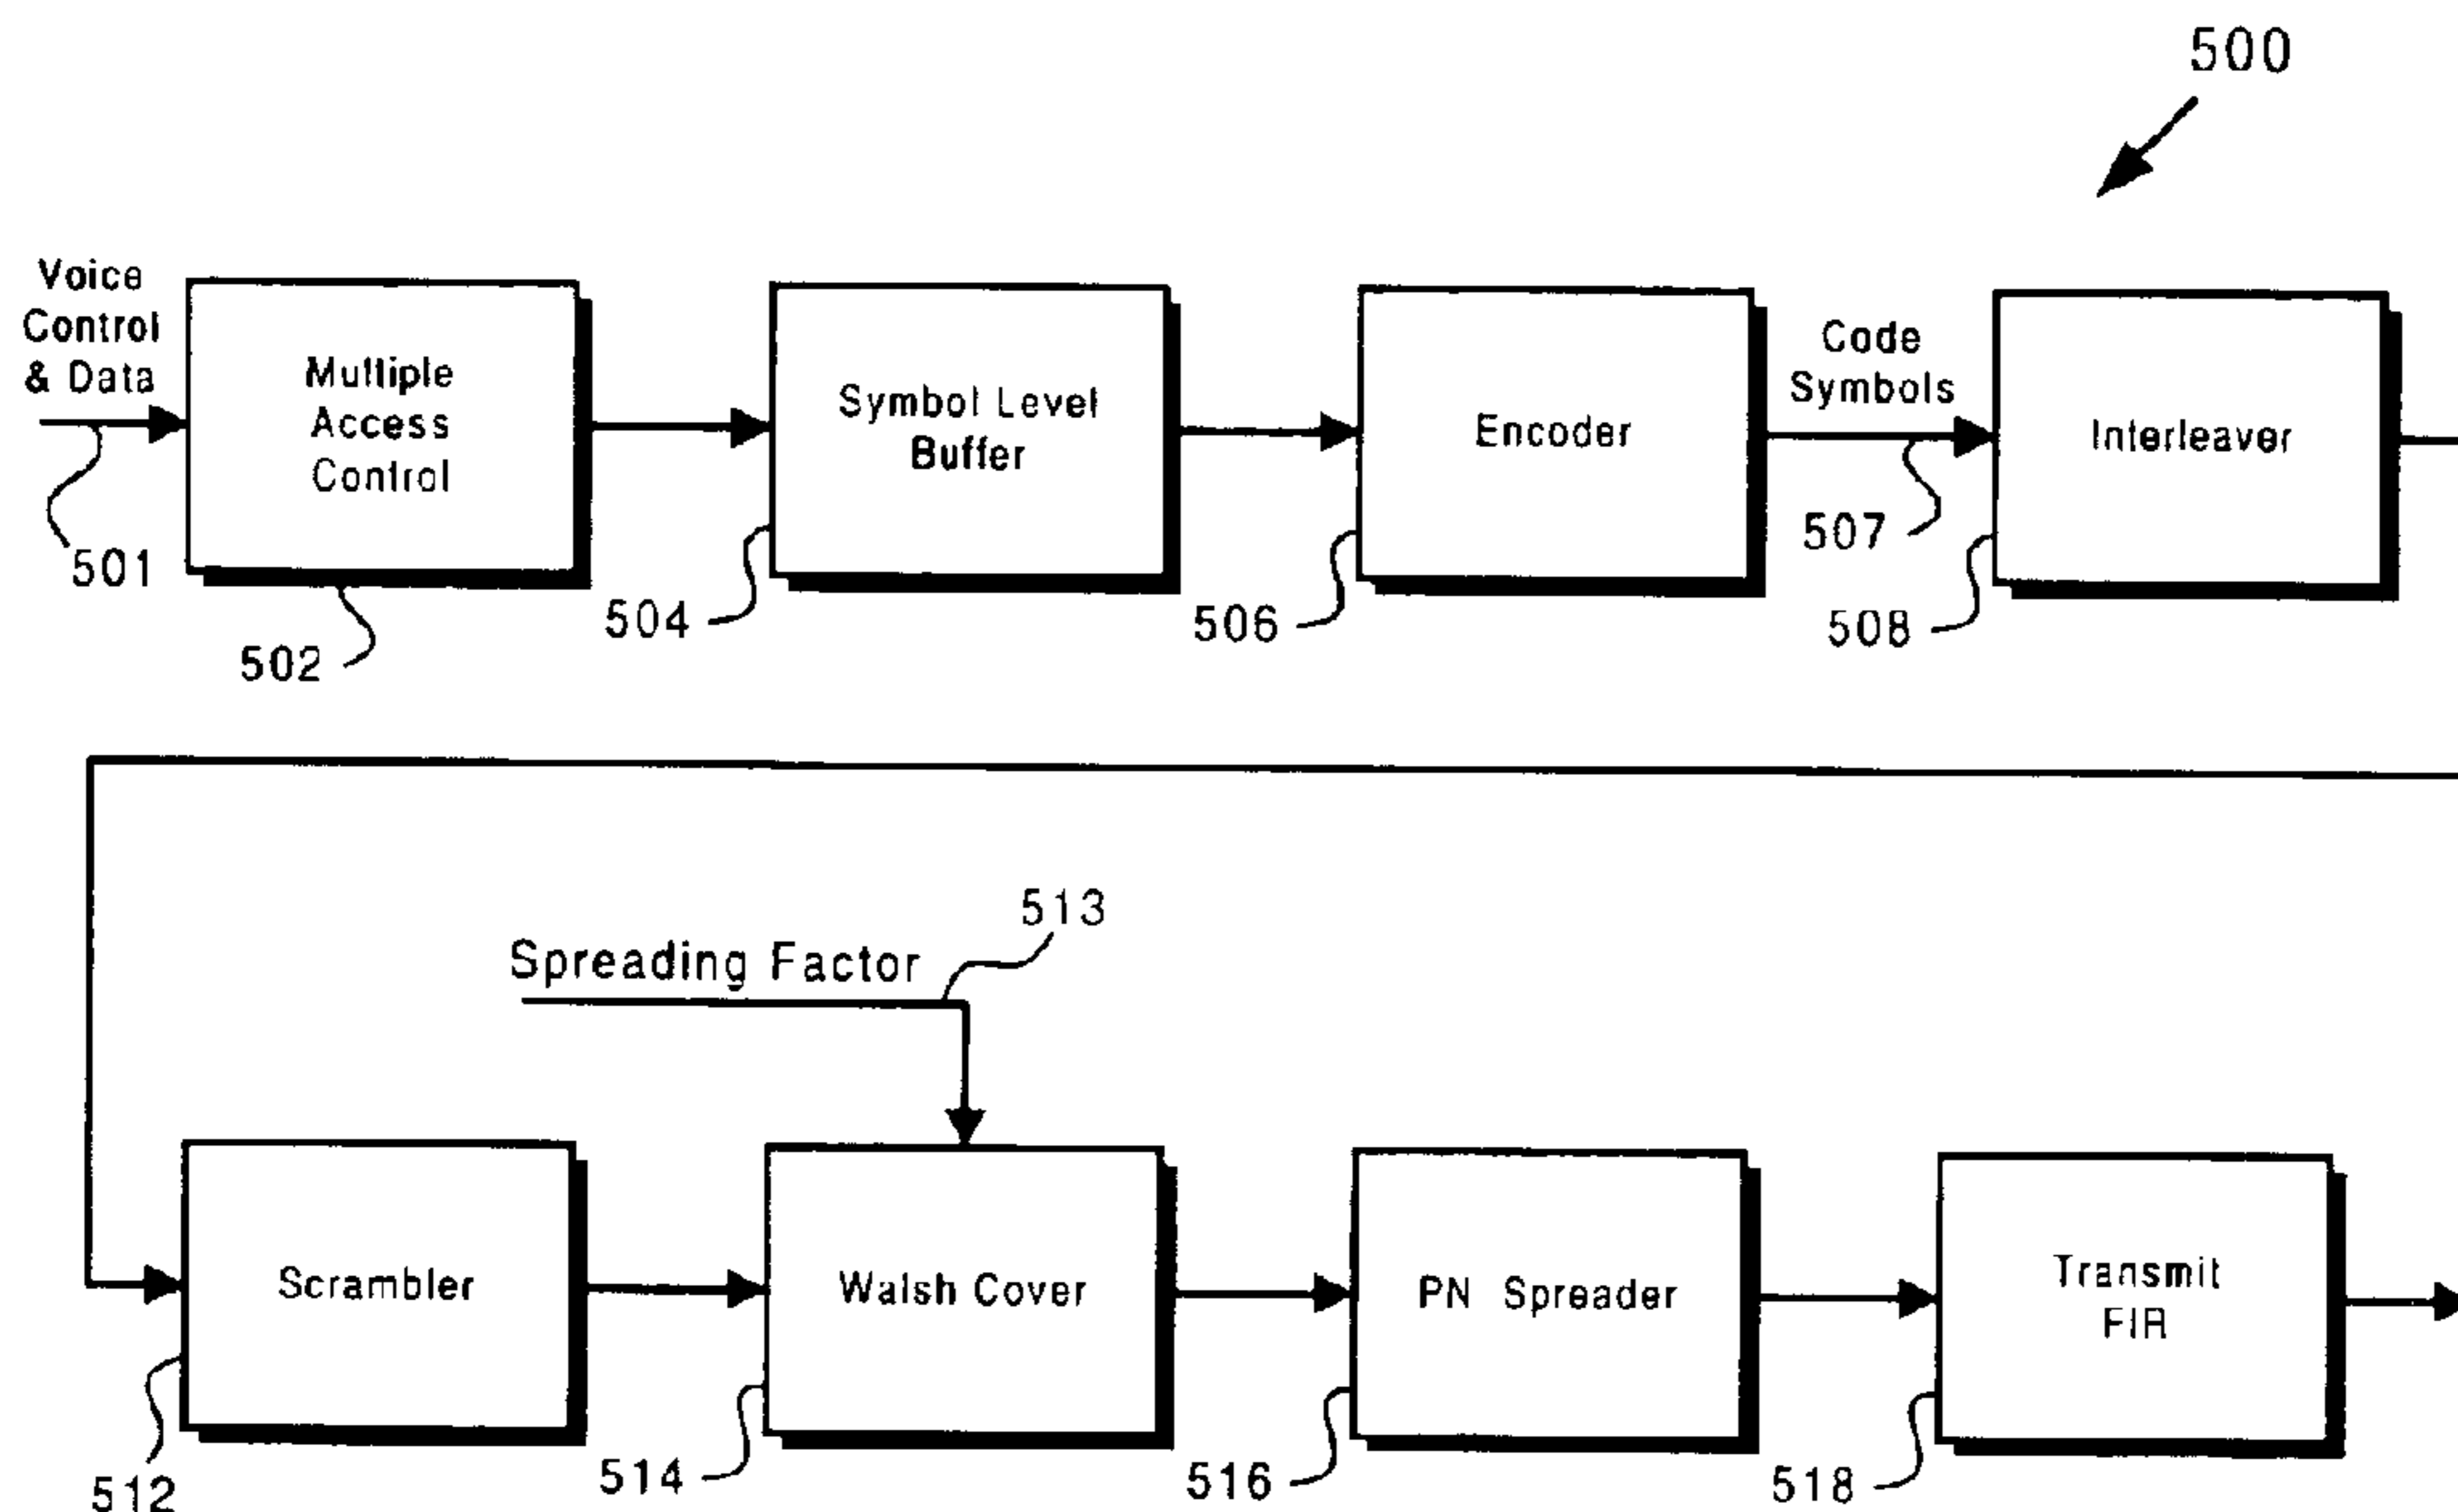 500
Voice
Control
& Data
Multiple
Access
Control
Symbol Level
Buffer
Encoder
Code
Symbols
Interleaver
501
502
504
506
507
508
513
Spreading Factor
Scrambler
Walsh Cover
PN Spreader
Transmit
FIR
512
514
516
518